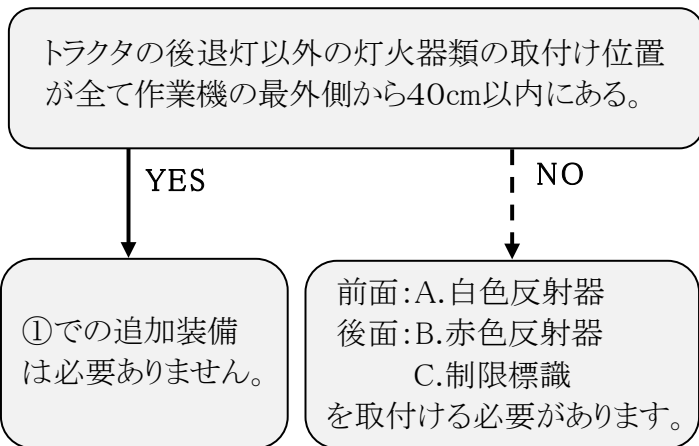 トラクタの後退灯以外の灯火器類の取付け位置
が全て作業機の最外側から40cm以内にある。
YES
NO
①での追加装備
は必要ありません。
前面:A.白色反射器
後面:B.赤色反射器
C.制限標識
を取付ける必要があります。